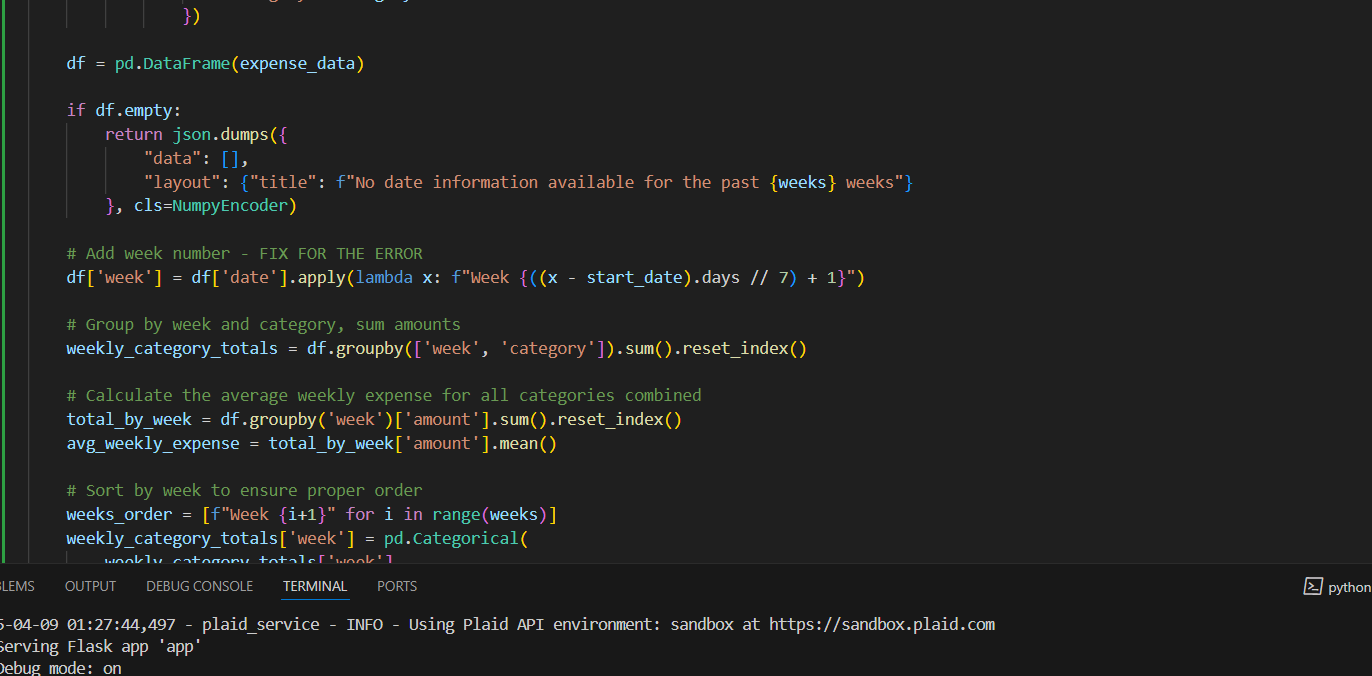 })
df = pd.DataFrame(expense_data)
if df.empty:
return json.dumps({
"data": [],
"layout": {"title": f"No date information available for the past {weeks} weeks"}
}, cls=NumpyEncoder)
# Add week number - FIX FOR THE ERROR
df['week'] = df['date'].apply(lambda x: f"Week {((x - start_date).days // 7) + 1}")
# Group by week and category, sum amounts
weekly_category_totals = df.groupby(['week', 'category']).sum().reset_index()
# Calculate the average weekly expense for all categories combined
total_by_week = df.groupby('week')['amount'].sum().reset_index()
avg_weekly_expense = total_by_week['amount'].mean()
# Sort by week to ensure proper order
weeks_order = [f"Week {i+1}" for i in range(weeks)]
weekly_category_totals['week'] = pd.Categorical(
weekly_category_totals['week']
LEMS OUTPUT DEBUG CONSOLE TERMINAL PORTS python
5-04-09 01:27:44,497 - plaid_service - INFO - Using Plaid API environment: sandbox at https://sandbox.plaid.com
Serving Flask app 'app'
Debug mode: on